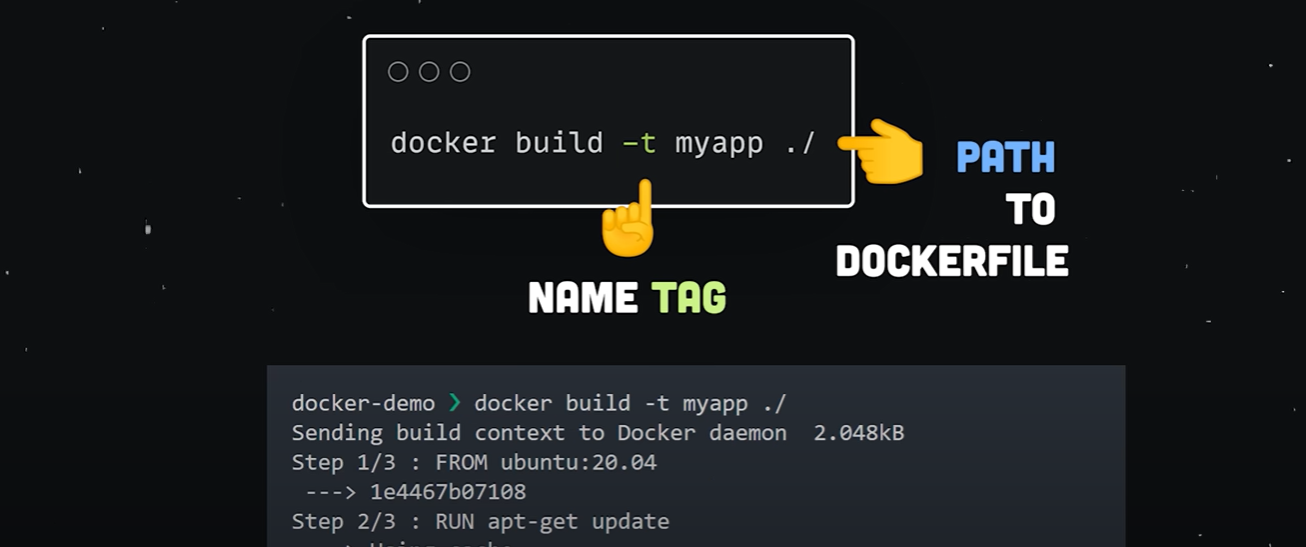 docker build -t myapp ./
PATH
TO
DOCKERFILE
NAME TAG
docker-demo ❯ docker build -t myapp ./
Sending build context to Docker daemon  2.048kB
Step 1/3 : FROM ubuntu:20.04
 ---> 1e4467b07108
Step 2/3 : RUN apt-get update